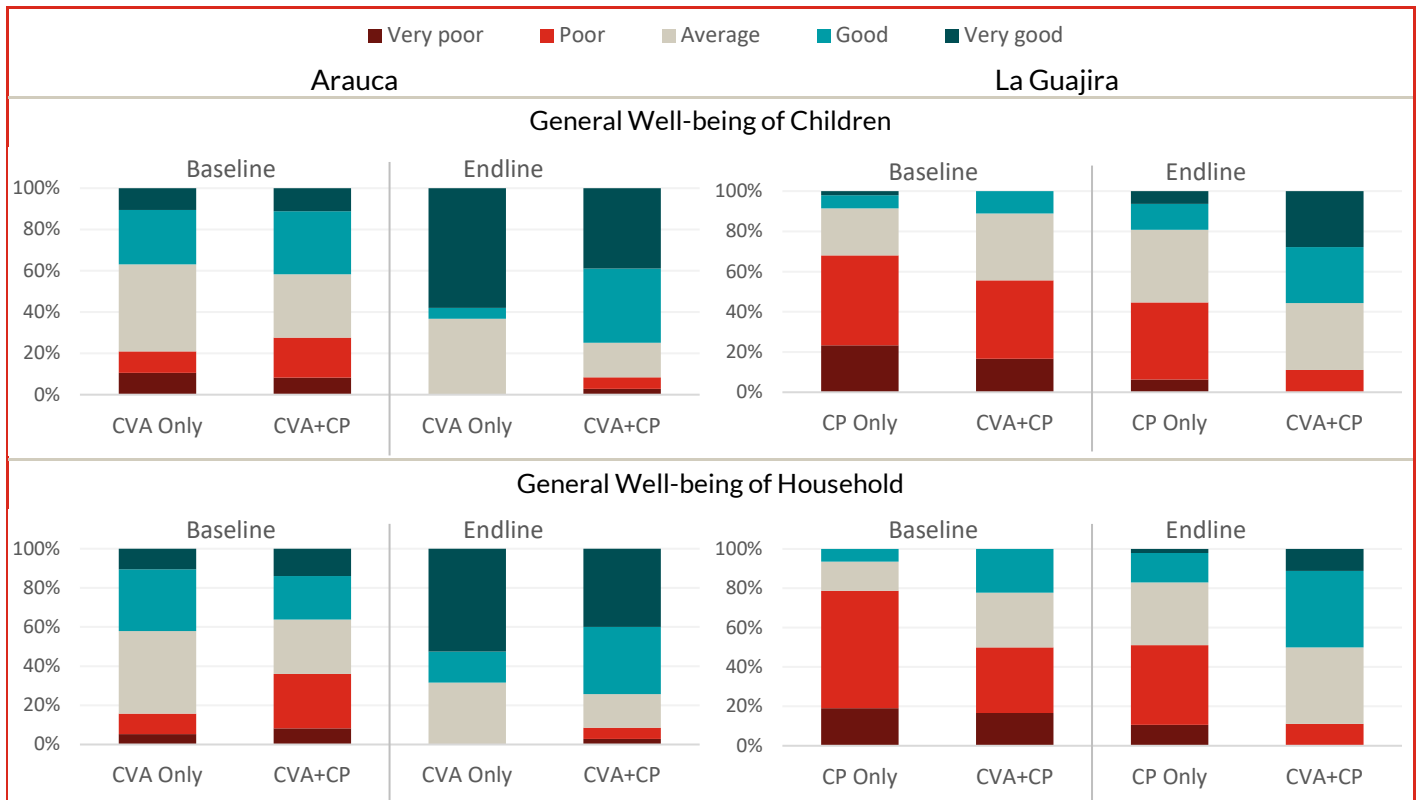 Very poor Poor Average Good Very good
Arauca La Guajira
General Well-being of Children
Baseline Endline Baseline Endline
100% 100%
80% 80%
60% 60%
40% 40%
20% 20%
0% 0%
CVA Only CVA+CP CVA Only CVA+CP CP Only CVA+CP CP Only CVA+CP
General Well-being of Household
Baseline Endline Baseline Endline
100% 100%
80% 80%
60% 60%
40% 40%
20% 20%
0% 0%
CVA Only CVA+CP CVA Only CVA+CP CP Only CVA+CP CP Only CVA+CP